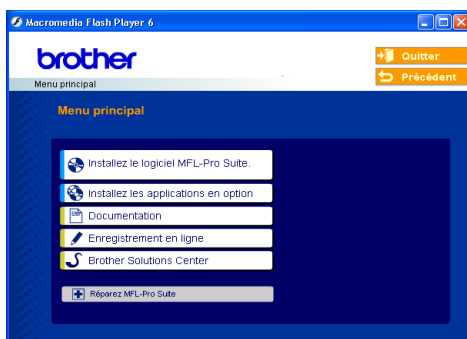 Macromedia Flash Player 6
brother
Quitter
Précédent
Menu principal
Menu principal
Installez le logiciel MFL-Pro Suite.
Installez les applications en option
Documentation
Enregistrement en ligne
Brother Solutions Center
Réparez MFL-Pro Suite